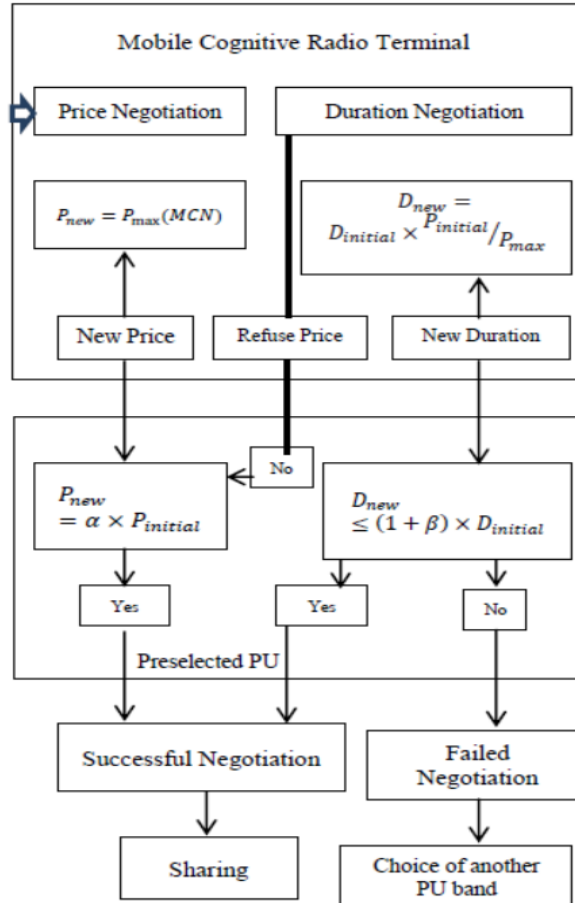 Mobile Cognitive Radio Terminal
Price Negotiation
Duration Negotiation
P_new = P_max(MCN)
D_new =
D_initial × P_initial/P_max
New Price
Refuse Price
New Duration
No
P_new
= α × P_initial
D_new
≤ (1 + β) × D_initial
Yes
Yes
No
Preselected PU
Successful Negotiation
Failed
Negotiation
Sharing
Choice of another
PU band